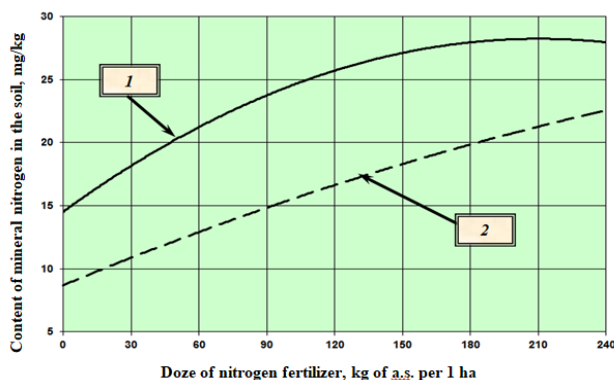 Content of mineral nitrogen in the soil, mg/kg
30
25
20
15
10
5
1
2
0 30 60 90 120 150 180 210 240
Doze of nitrogen fertilizer, kg of a.s. per 1 ha